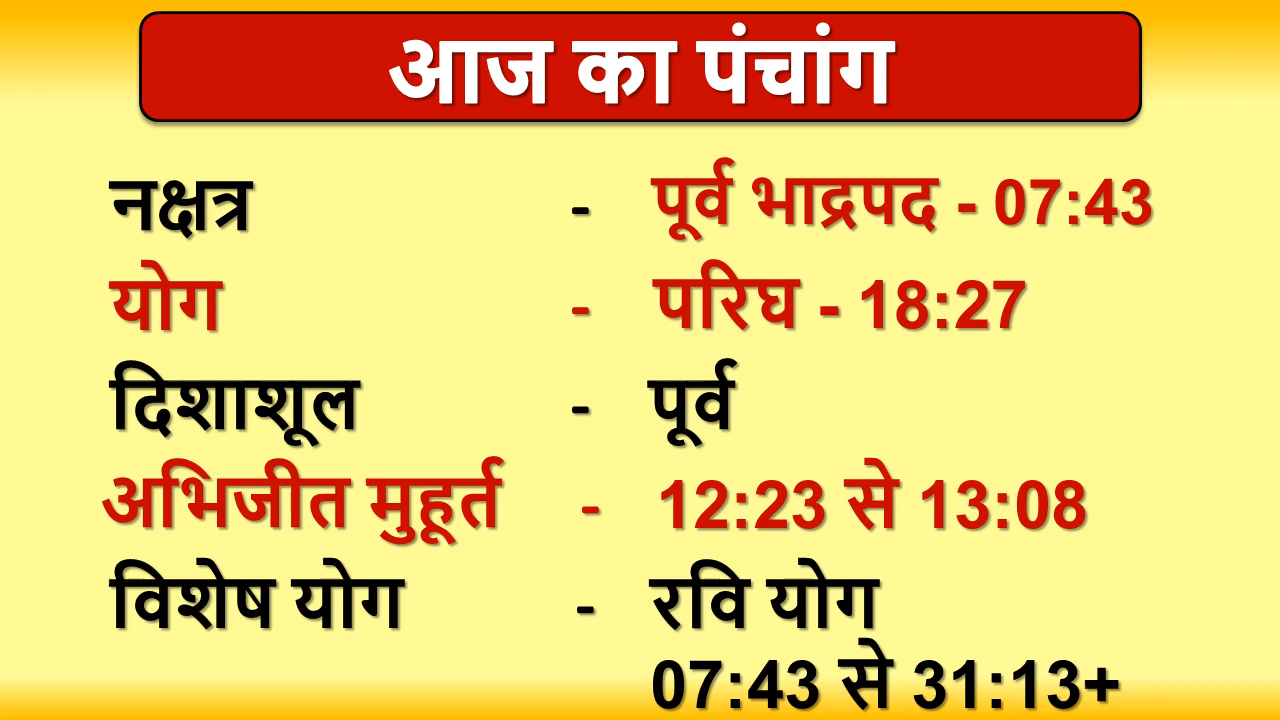 आज का पंचांग
नक्षत्र - पूर्व भाद्रपद - 07:43
योग - परिघ - 18:27
दिशाशूल - पूर्व
अभिजीत मुहूर्त - 12:23 से 13:08
विशेष योग - रवि योग
07:43 से 31:13+